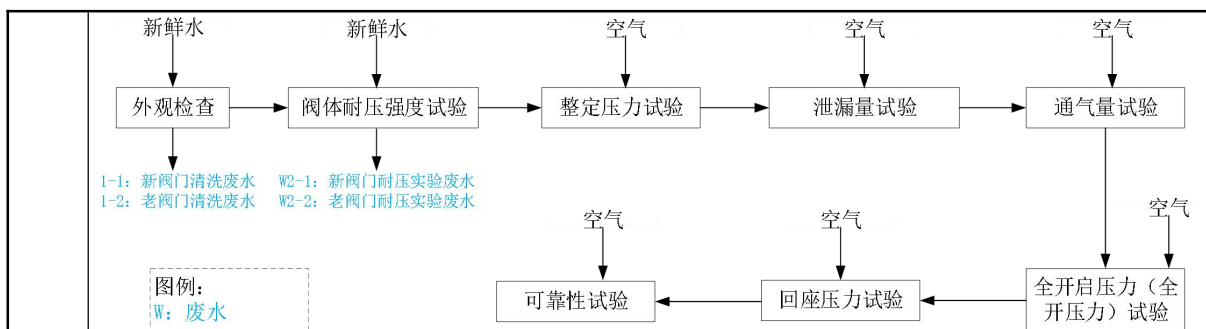 新鲜水
新鲜水
空气
空气
空气
外观检查
阀体耐压强度试验
整定压力试验
泄漏量试验
通气量试验
1-1：新阀门清洗废水
1-2：老阀门清洗废水
W2-1：新阀门耐压实验废水
W2-2：老阀门耐压实验废水
空气
空气
空气
可靠性试验
回座压力试验
全开启压力（全
开压力）试验
图例：
W：废水